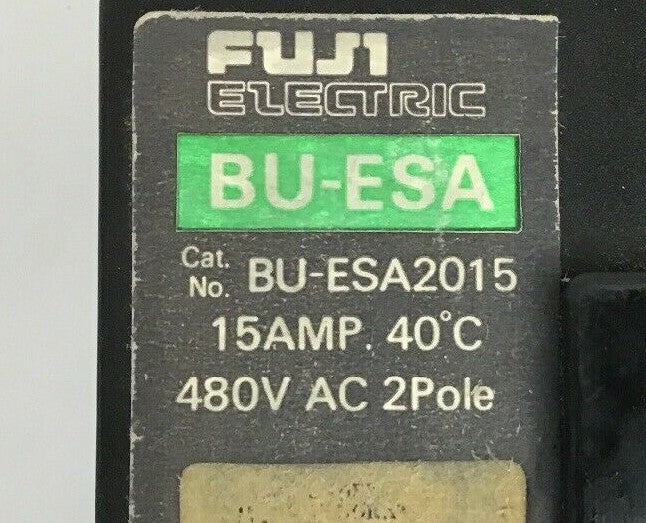 FUJI
ELECTRIC
BU-ESA
Cat. No. BU-ESA2015
15AMP. 40°C
480V AC 2Pole